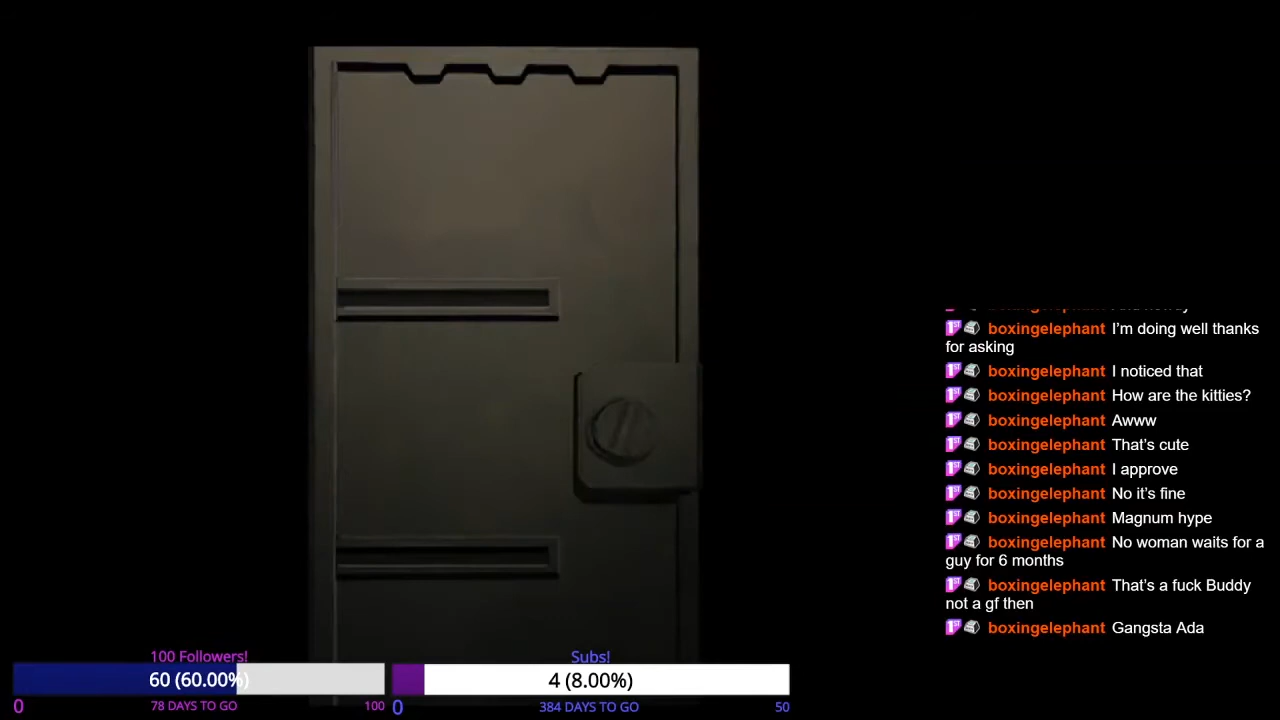 boxingelephant I'm doing well thanks
for asking
boxingelephant I noticed that
boxingelephant How are the kitties?
boxingelephant Awww
boxingelephant That's cute
boxingelephant I approve
boxingelephant No it's fine
boxingelephant Magnum hype
boxingelephant No woman waits for a
guy for 6 months
boxingelephant That's a fuck Buddy
not a gf then
boxingelephant Gangsta Ada
100 Followers!
60 (60.00%)
0 78 DAYS TO GO 100
Subs!
4 (8.00%)
0 384 DAYS TO GO 50